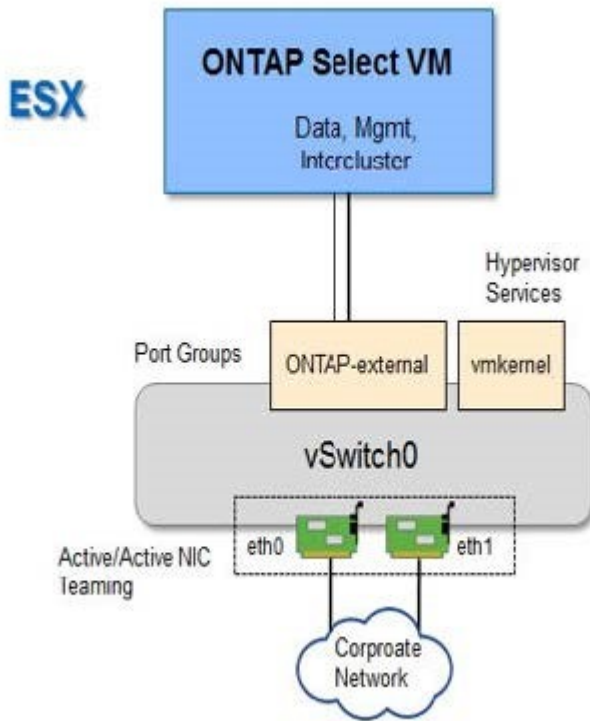 ESX
ONTAP Select VM
Data, Mgmt,
Intercluster
Hypervisor
Services
Port Groups
ONTAP-external
vmkernel
vSwitch0
eth0
eth1
Active/Active NIC
Teaming
Corproate
Network